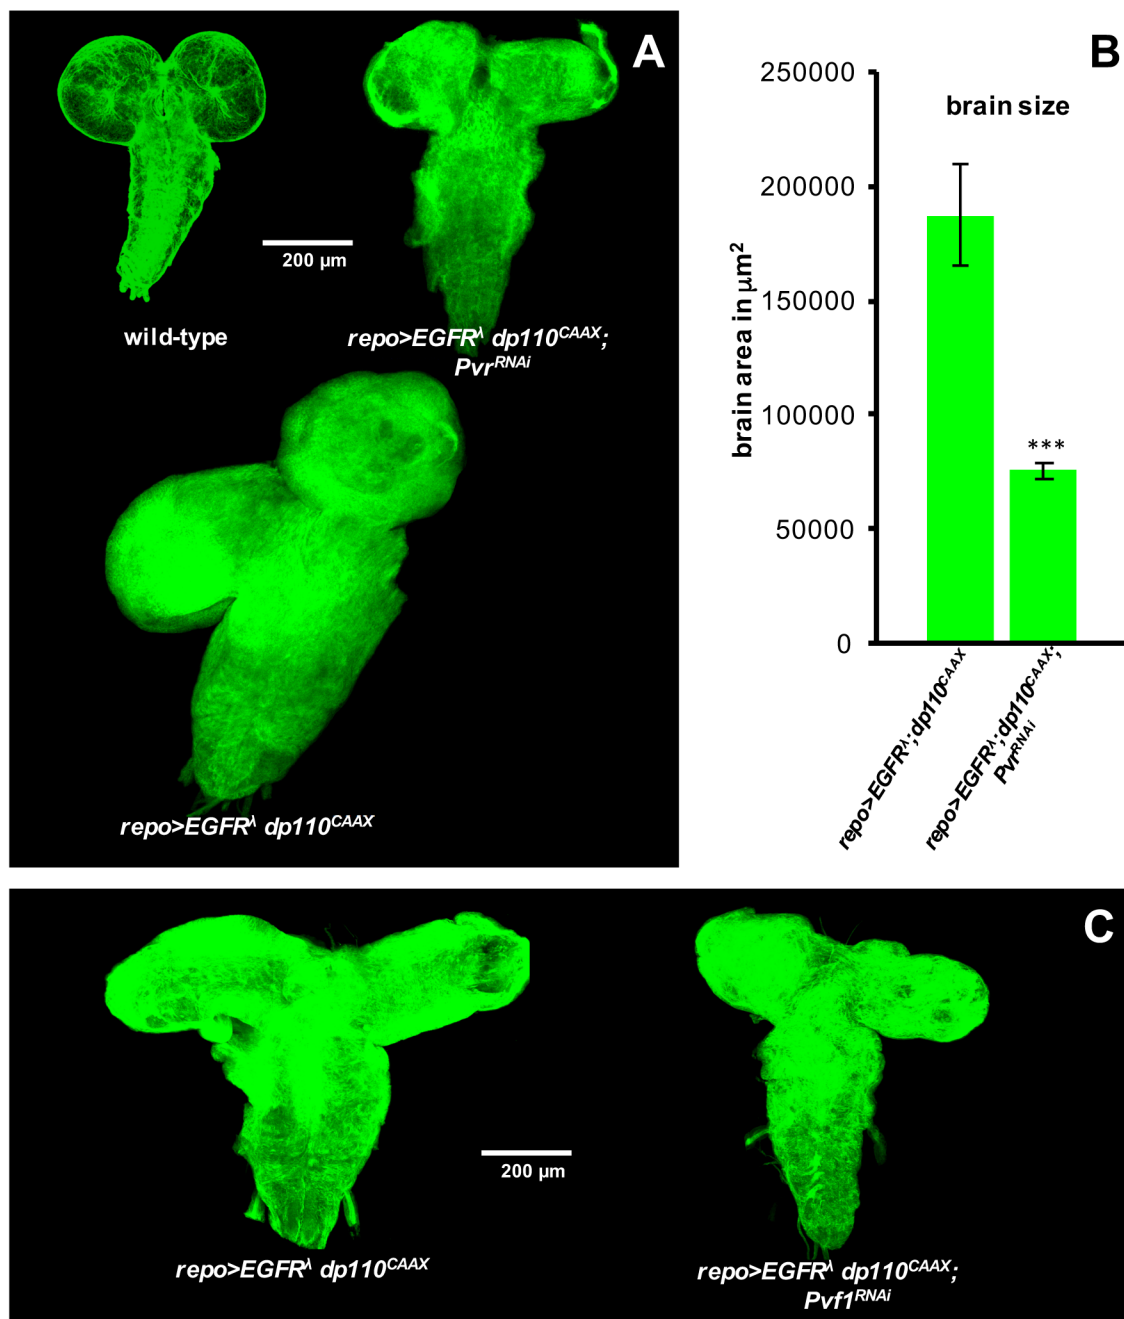 A
200 µm
wild-type
repo>EGFRλ dp110CAAX;
PvrRNAi
repo>EGFRλ dp110CAAX
B
brain size
250000
200000
150000
100000
50000
0
brain area in µm2
***
repo>EGFRλ;dp110CAAX
repo>EGFRλ;dp110CAAX;
PvrRNAi
C
200 µm
repo>EGFRλ dp110CAAX
repo>EGFRλ dp110CAAX;
Pvf1RNAi